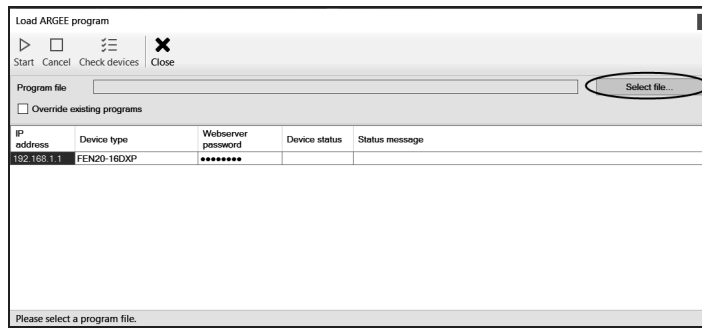 Load ARGEE program
Start Cancel Check devices Close
Program file Select file...
Override existing programs
IP address Device type Webserver password Device status Status message
192.168.1.1 FEN20-16DXP ●●●●●●●●
Please select a program file.